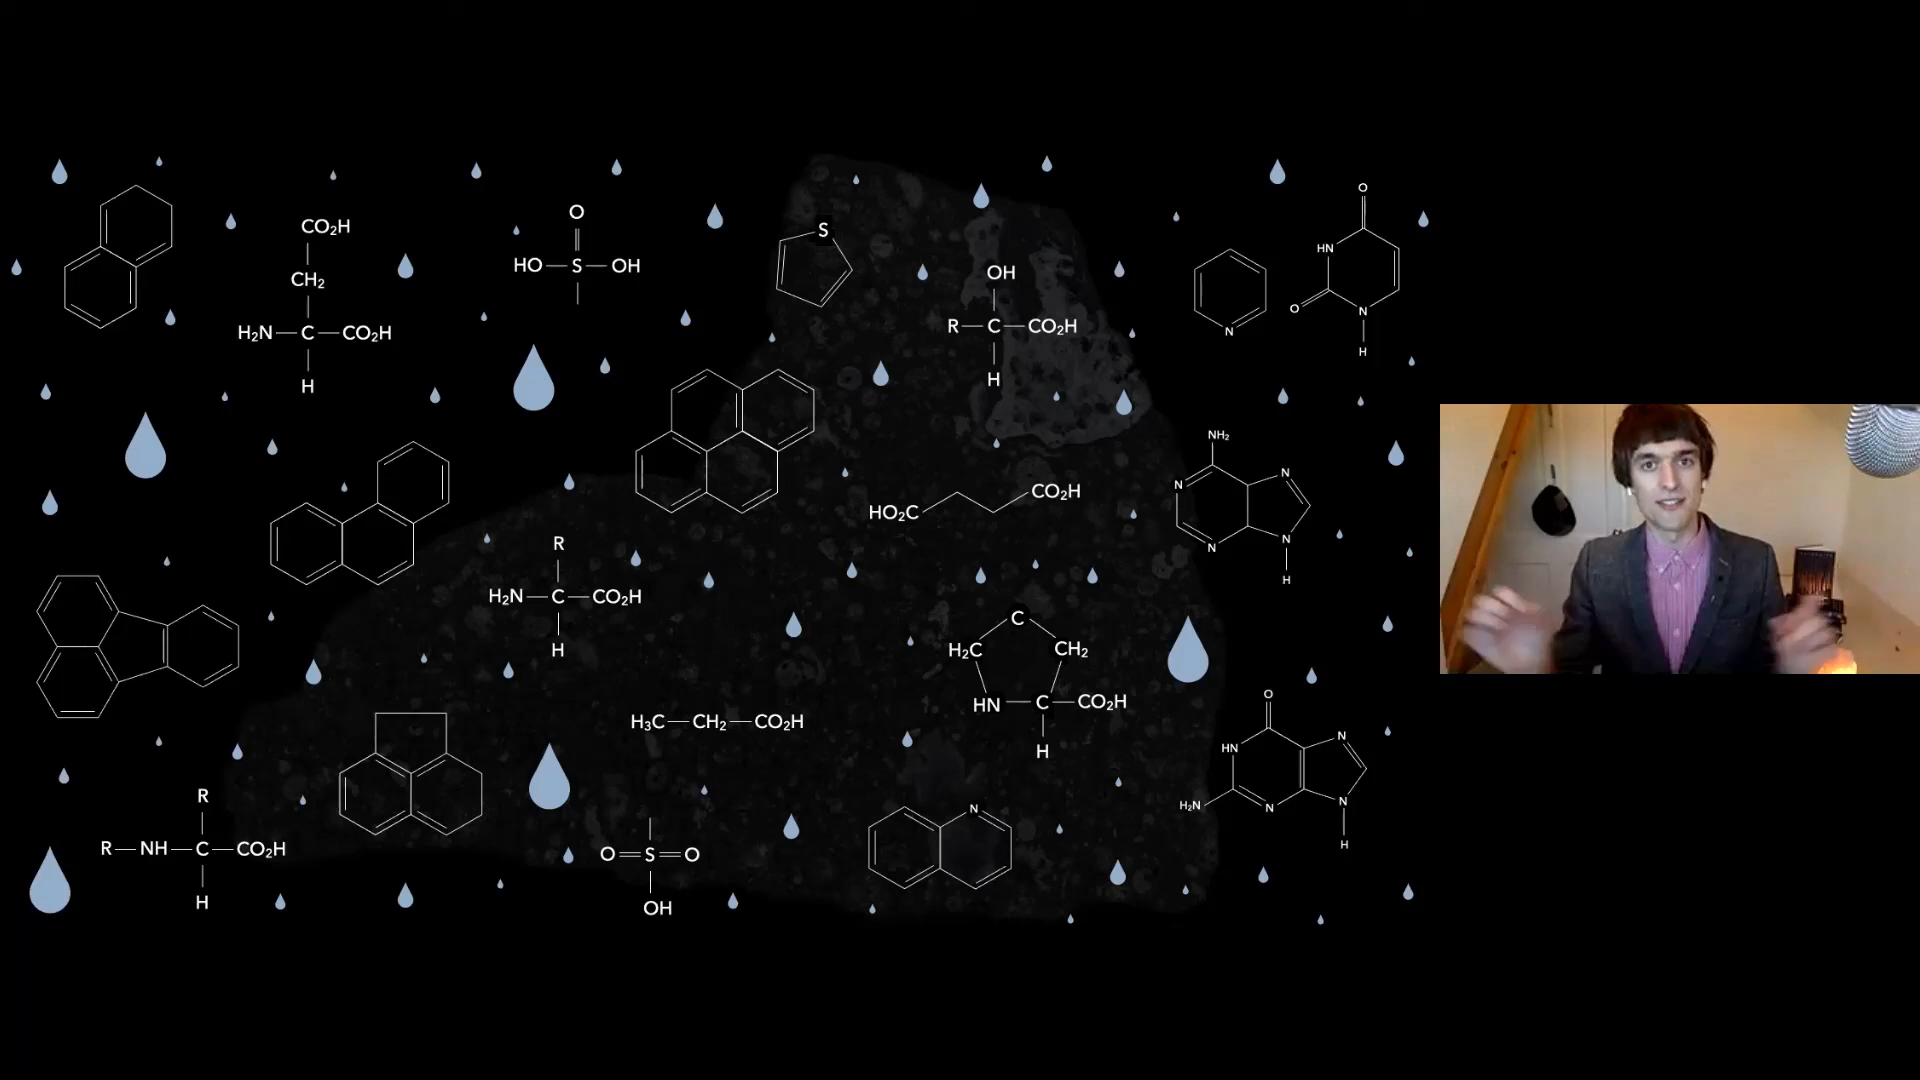 CO₂H
CH₂
H₂N—C—CO₂H
H
O
HO—S—OH
S
OH
R—C—CO₂H
H
N
O
HN
O
N
H
HO₂C
CO₂H
NH₂
N
N
N
N
H
R
H₂N—C—CO₂H
H
C
H₂C
CH₂
HN—C—CO₂H
H
H₃C—CH₂—CO₂H
O
HN
N
H₂N
N
N
H
R
R—NH—C—CO₂H
H
O=S=O
OH
N